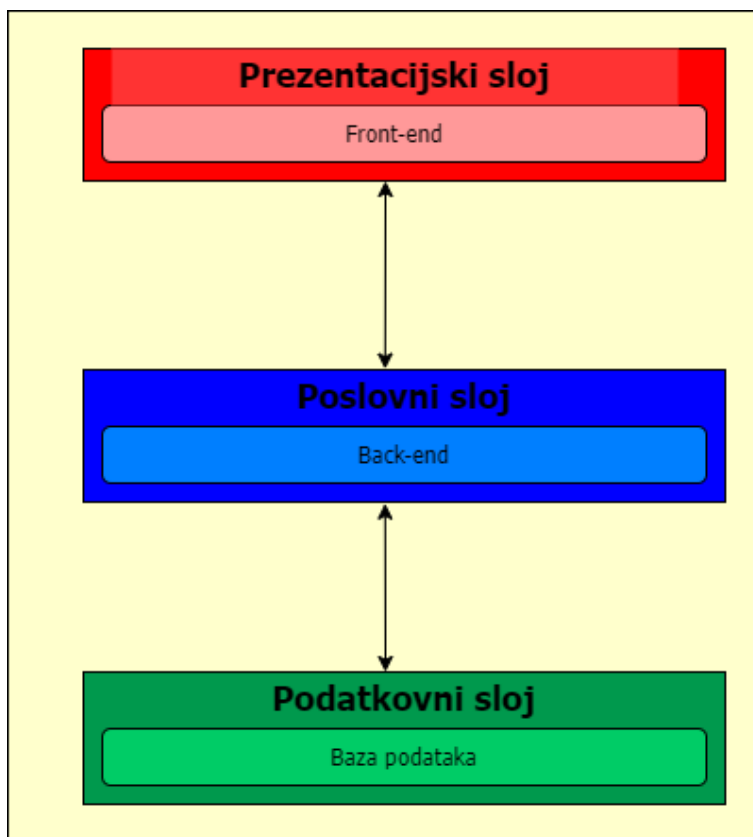 Prezentacijski sloj
Front-end
Poslovni sloj
Back-end
Podatkovni sloj
Baza podataka